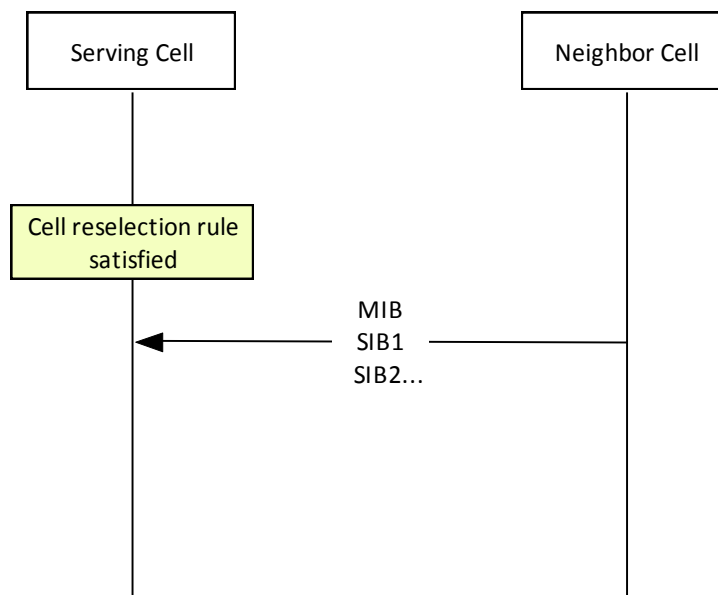 Serving Cell
Neighbor Cell
Cell reselection rule
satisfied
MIB
SIB1
SIB2...